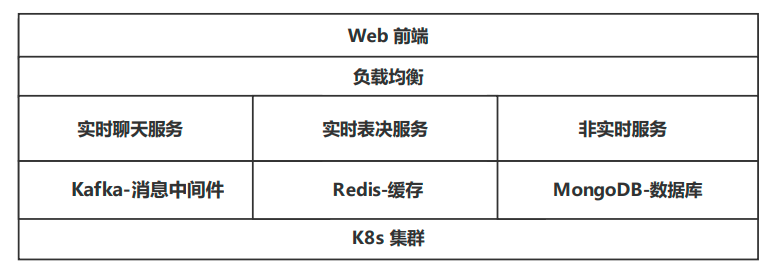 Web 前端
负载均衡
实时聊天服务
实时表决服务
非实时服务
Kafka-消息中间件
Redis-缓存
MongoDB-数据库
K8s 集群